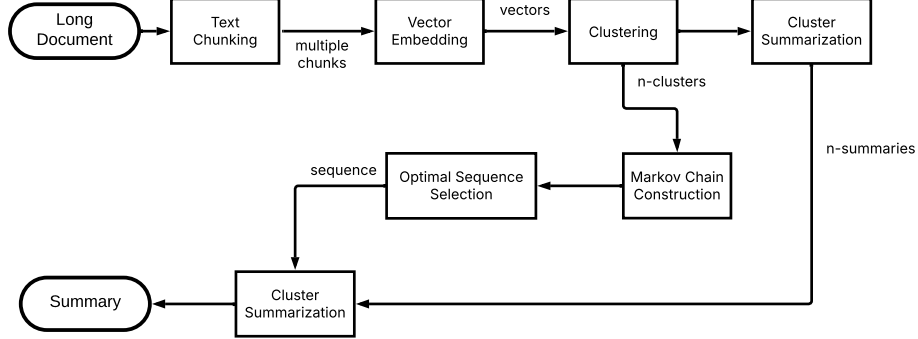 Long
Document
Text
Chunking
multiple
chunks
Vector
Embedding
vectors
Clustering
Cluster
Summarization
n-clusters
n-summaries
Markov Chain
Construction
Optimal Sequence
Selection
sequence
Cluster
Summarization
Summary